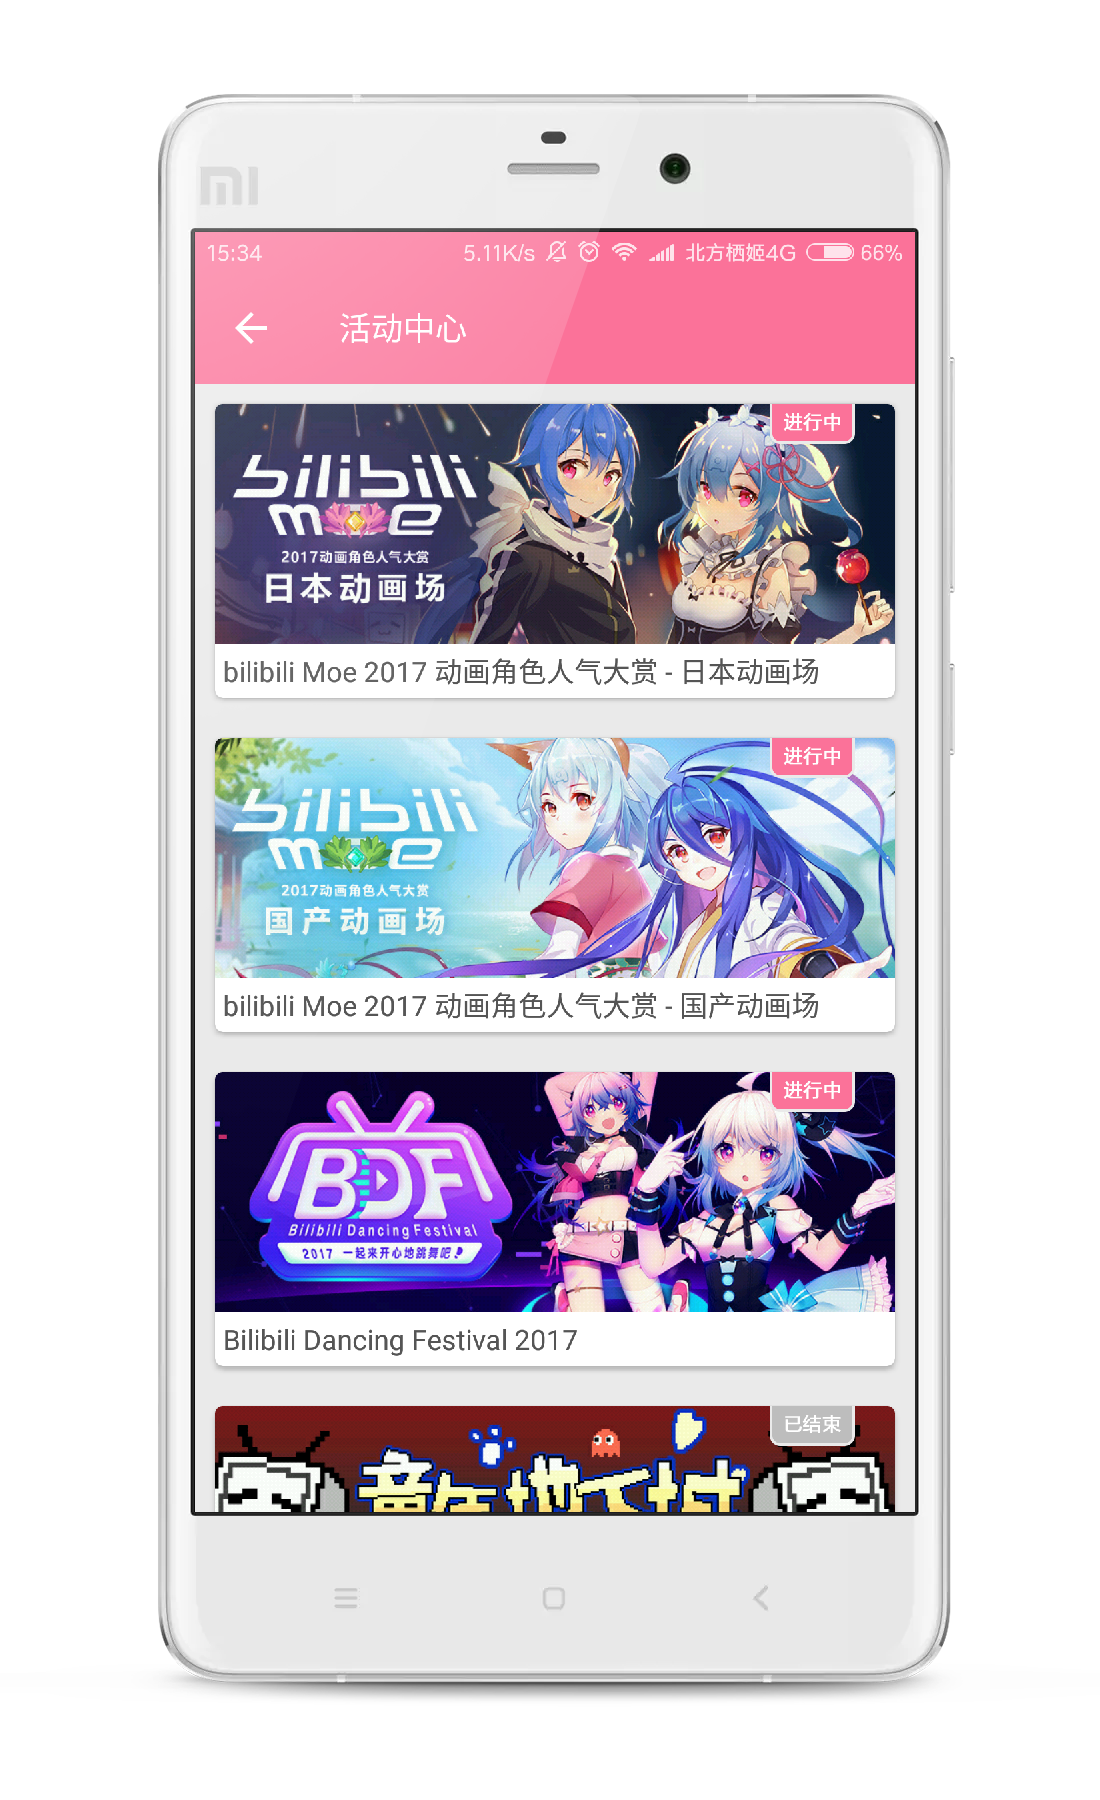 MI
15:34 5.11K/s 北方栖姬4G 66%
活动中心
进行中
bilibili
moe
2017动画角色人气大赏
日本动画场
bilibili Moe 2017 动画角色人气大赏 - 日本动画场
进行中
bilibili
moe
2017动画角色人气大赏
国产动画场
bilibili Moe 2017 动画角色人气大赏 - 国产动画场
进行中
BDF
Bilibili Dancing Festival
2017 一起来开心地跳舞吧
Bilibili Dancing Festival 2017
已结束